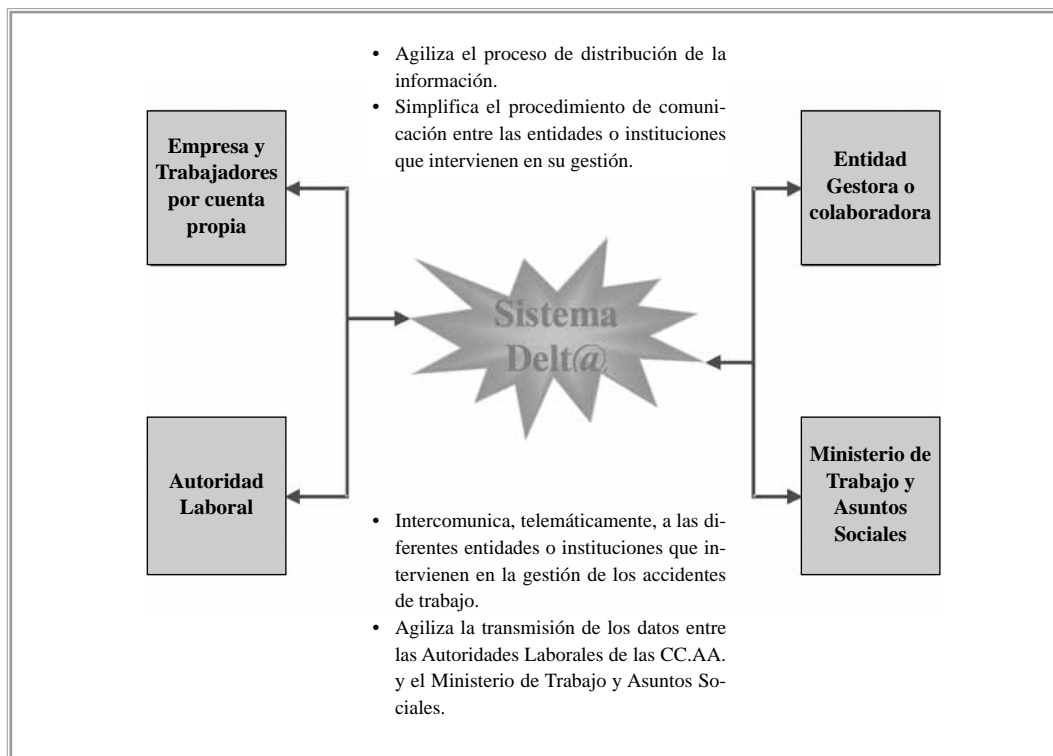 • Agiliza el proceso de distribución de la
información.
• Simplifica el procedimiento de comuni-
cación entre las entidades o instituciones
que intervienen en su gestión.
Empresa y
Trabajadores
por cuenta
propia
Entidad
Gestora o
colaboradora
Sistema
Delt@
Autoridad
Laboral
Ministerio de
Trabajo y
Asuntos
Sociales
• Intercomunica, telemáticamente, a las di-
ferentes entidades o instituciones que in-
tervienen en la gestión de los accidentes
de trabajo.
• Agiliza la transmisión de los datos entre
las Autoridades Laborales de las CC.AA.
y el Ministerio de Trabajo y Asuntos So-
ciales.